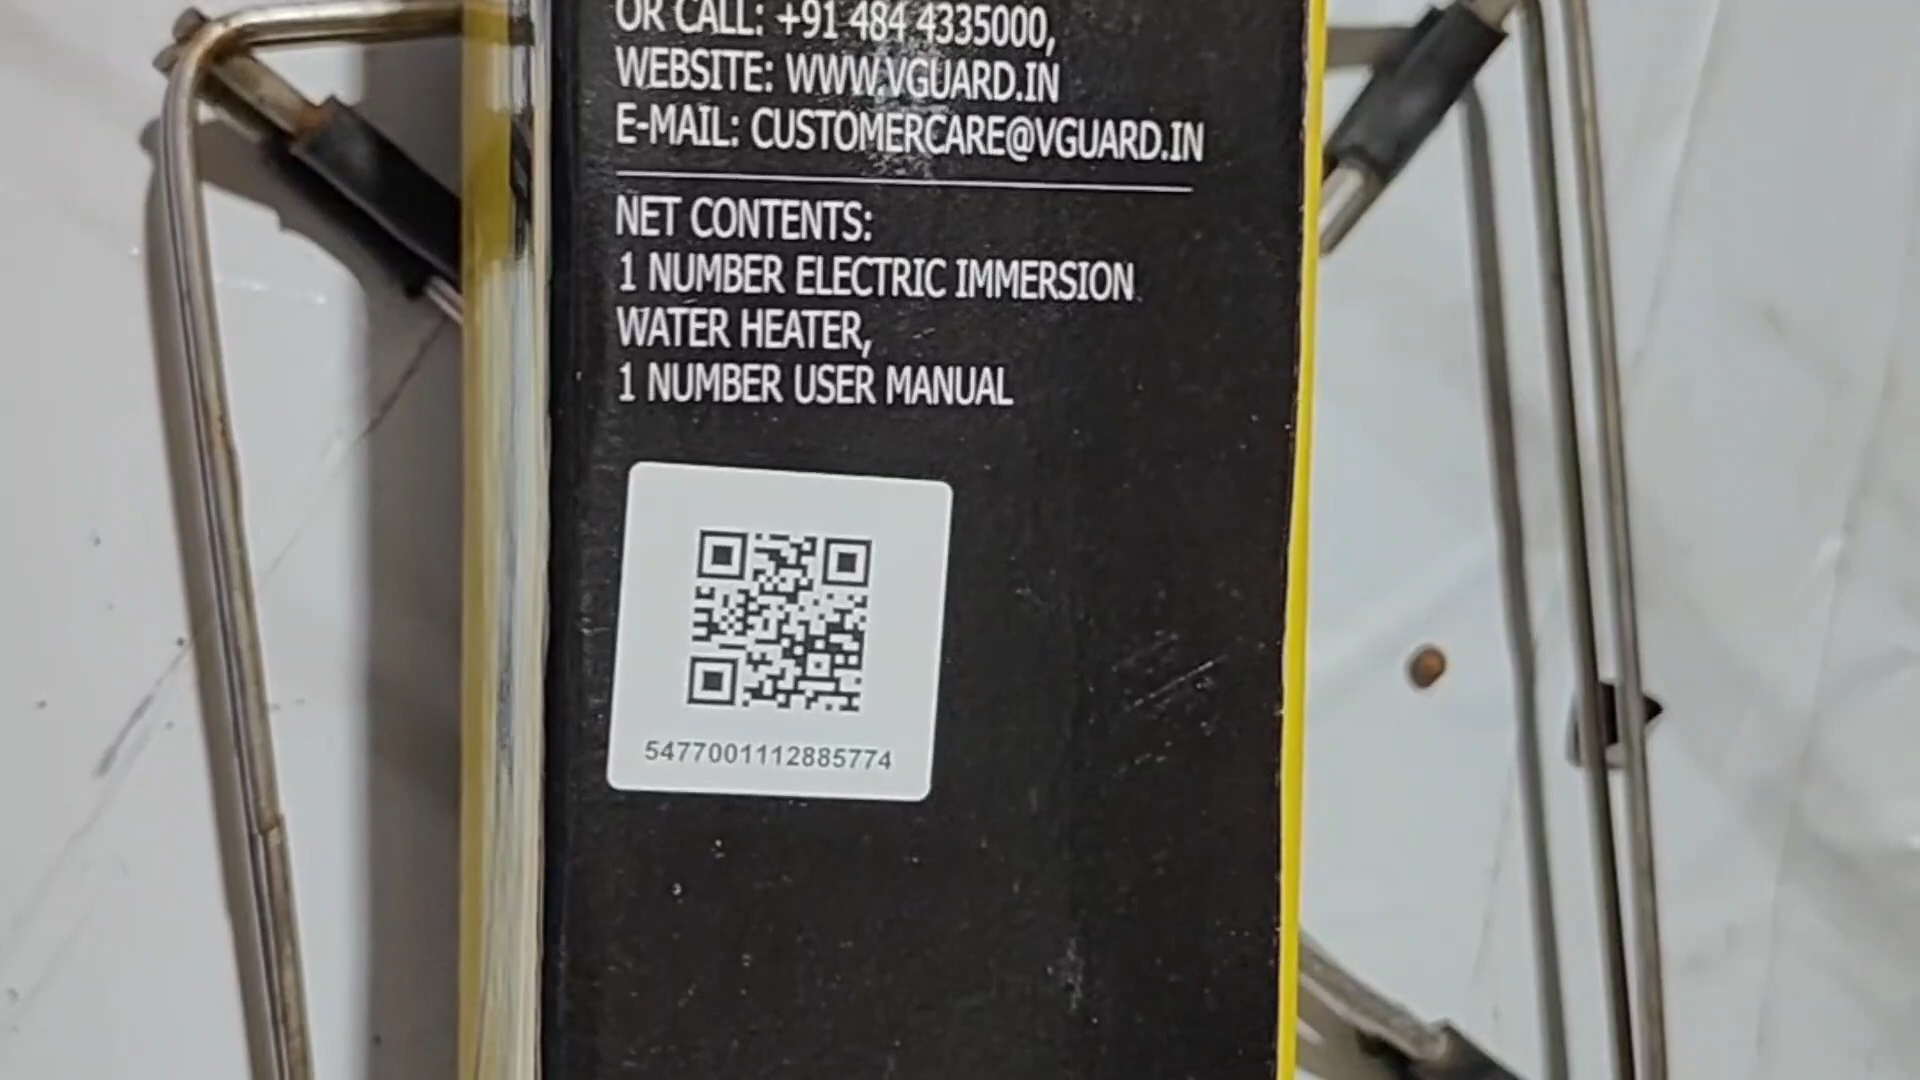 OR CALL: +91 484 4335000,
WEBSITE: WWW.VGUARD.IN
E-MAIL: CUSTOMERCARE@VGUARD.IN
NET CONTENTS:
1 NUMBER ELECTRIC IMMERSION
WATER HEATER,
1 NUMBER USER MANUAL
5477001112885774